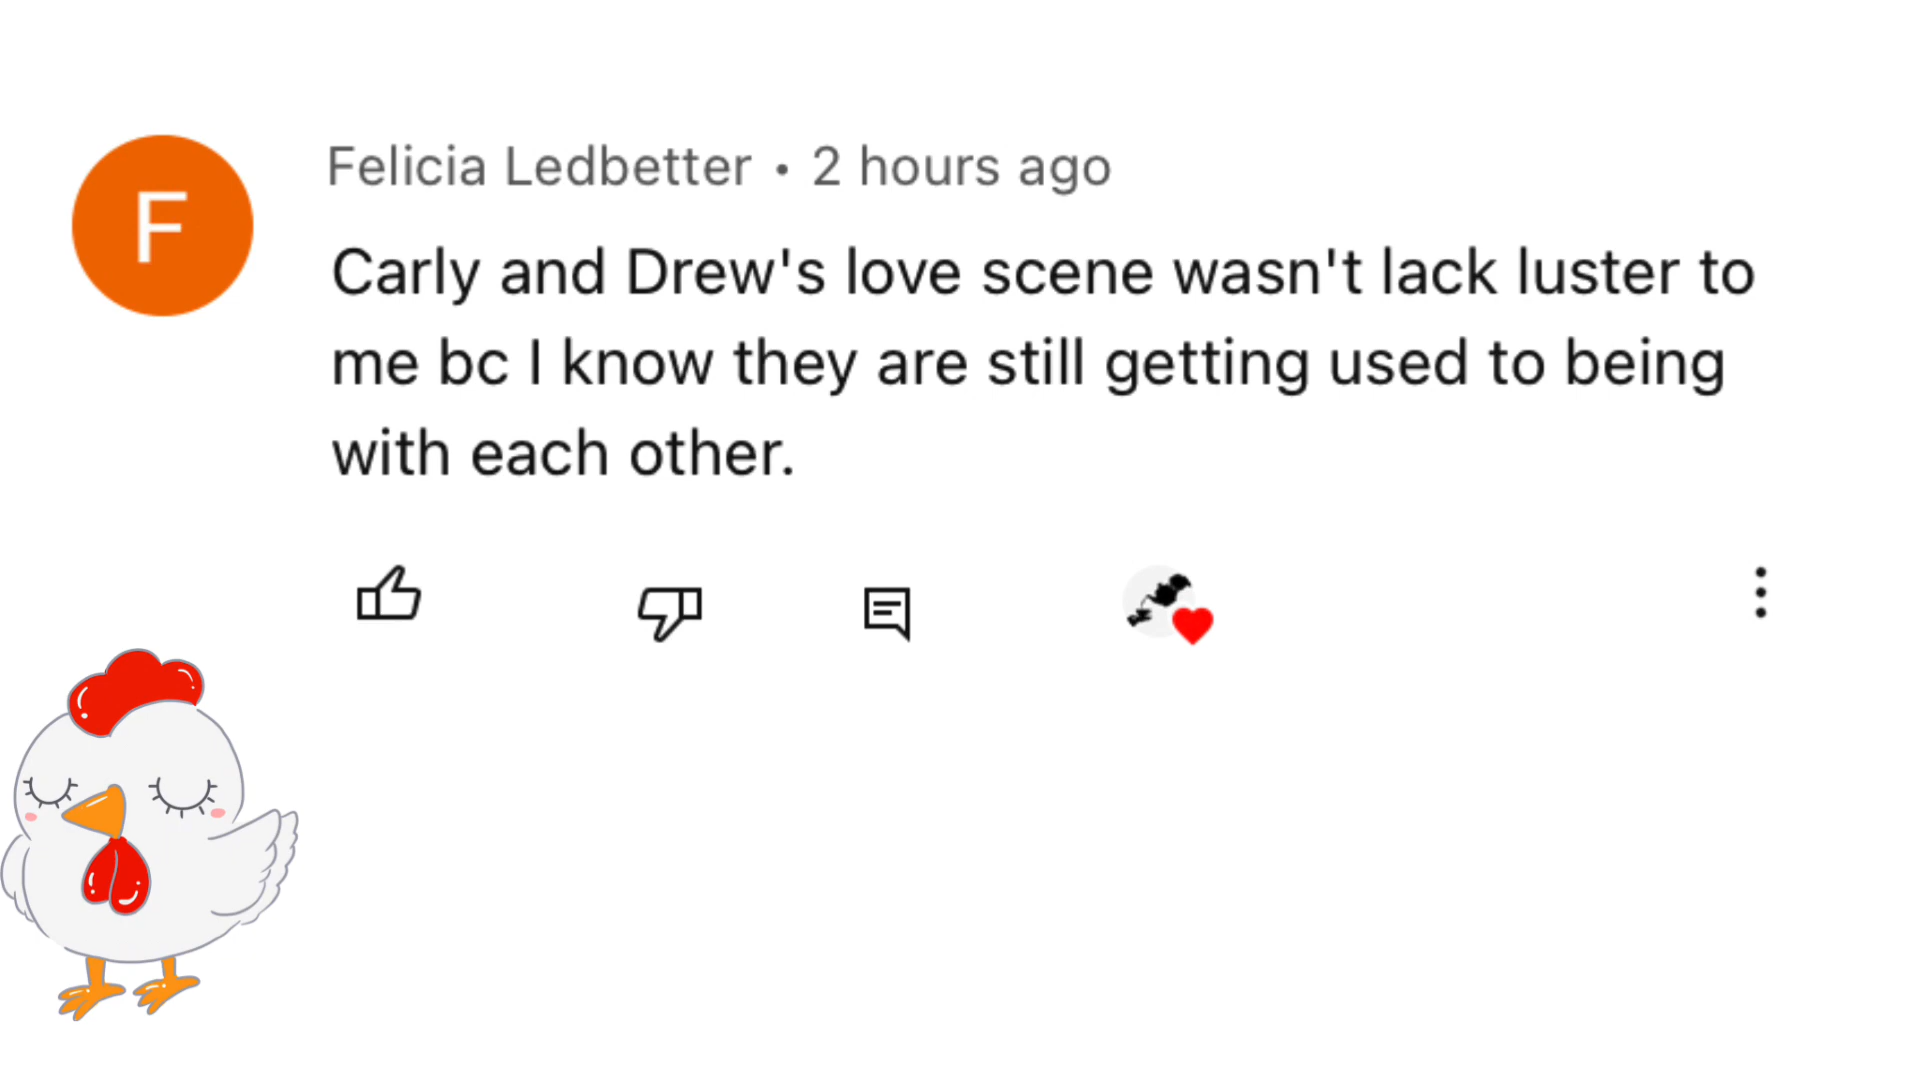 F
Felicia Ledbetter • 2 hours ago
Carly and Drew's love scene wasn't lack luster to
me bc I know they are still getting used to being
with each other.